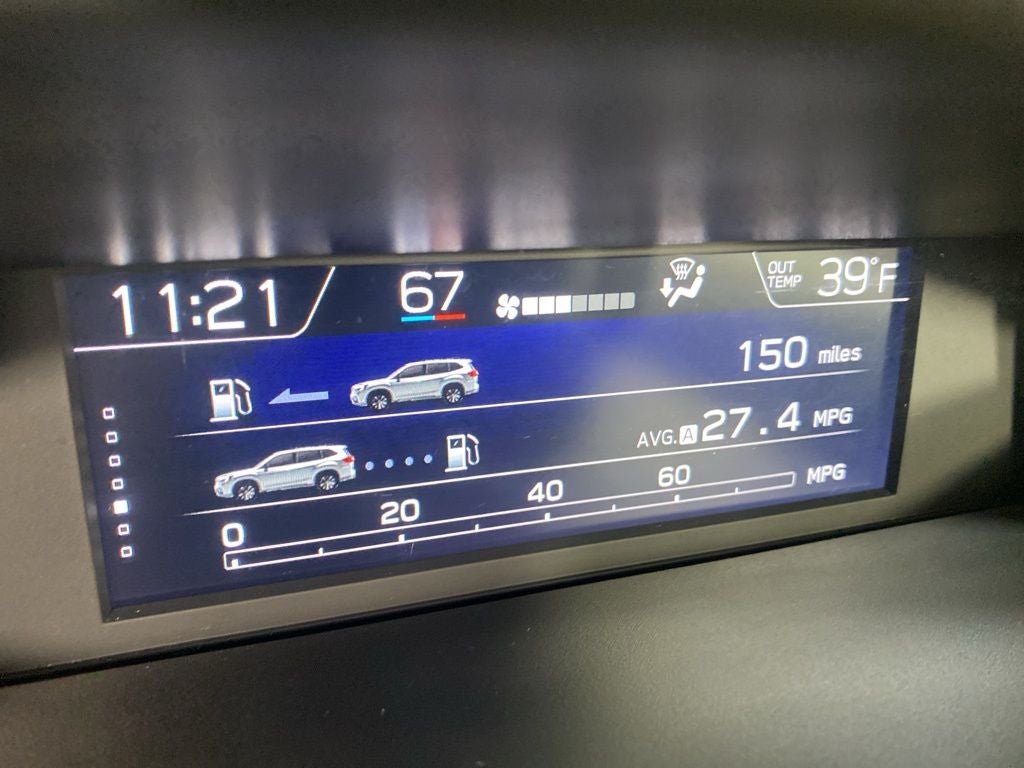 11:21 67 OUT TEMP 39°F
150 miles
AVG. A 27.4 MPG
0 20 40 60 MPG